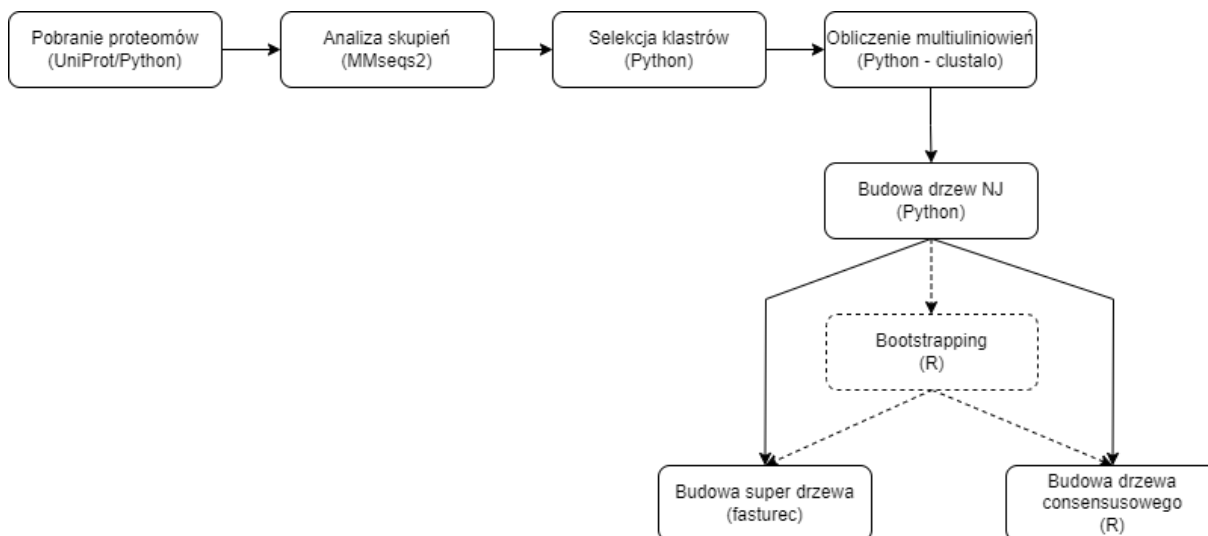 Pobranie proteomów
(UniProt/Python)
Analiza skupień
(MMseqs2)
Selekcja klastrów
(Python)
Obliczenie multiuliniowień
(Python - clustalo)
Budowa drzew NJ
(Python)
Bootstrapping
(R)
Budowa super drzewa
(fasturec)
Budowa drzewa
consensusowego
(R)